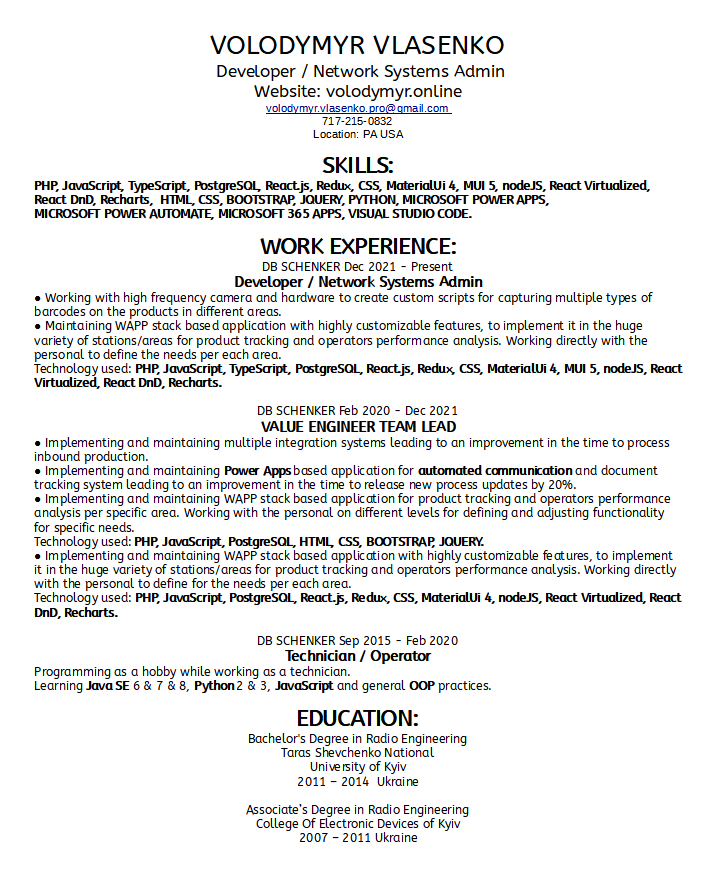 VOLODYMYR VLASENKO
Developer / Network Systems Admin
Website: volodymyr.online
volodymyr.vlasenko.pro@gmail.com
717-215-0832
Location: PA USA
SKILLS:
PHP, JavaScript, TypeScript, PostgreSQL, React.js, Redux, CSS, MaterialUi 4, MUI 5, nodeJS, React Virtualized,
React DnD, Recharts, HTML, CSS, BOOTSTRAP, JQUERY, PYTHON, MICROSOFT POWER APPS,
MICROSOFT POWER AUTOMATE, MICROSOFT 365 APPS, VISUAL STUDIO CODE.
WORK EXPERIENCE:
DB SCHENKER Dec 2021 - Present
Developer / Network Systems Admin
● Working with high frequency camera and hardware to create custom scripts for capturing multiple types of
barcodes on the products in different areas.
● Maintaining WAPP stack based application with highly customizable features, to implement it in the huge
variety of stations/areas for product tracking and operators performance analysis. Working directly with the
personal to define the needs per each area.
Technology used: PHP, JavaScript, TypeScript, PostgreSQL, React.js, Redux, CSS, MaterialUi 4, MUI 5, nodeJS, React
Virtualized, React DnD, Recharts.
DB SCHENKER Feb 2020 - Dec 2021
VALUE ENGINEER TEAM LEAD
● Implementing and maintaining multiple integration systems leading to an improvement in the time to process
inbound production.
● Implementing and maintaining Power Apps based application for automated communication and document
tracking system leading to an improvement in the time to release new process updates by 20%.
● Implementing and maintaining WAPP stack based application for product tracking and operators performance
analysis per specific area. Working with the personal on different levels for defining and adjusting functionality
for specific needs.
Technology used: PHP, JavaScript, PostgreSQL, HTML, CSS, BOOTSTRAP, JQUERY.
● Implementing and maintaining WAPP stack based application with highly customizable features, to implement
it in the huge variety of stations/areas for product tracking and operators performance analysis. Working directly
with the personal to define for the needs per each area.
Technology used: PHP, JavaScript, PostgreSQL, React.js, Redux, CSS, MaterialUi 4, nodeJS, React Virtualized, React
DnD, Recharts.
DB SCHENKER Sep 2015 - Feb 2020
Technician / Operator
Programming as a hobby while working as a technician.
Learning Java SE 6 & 7 & 8, Python 2 & 3, JavaScript and general OOP practices.
EDUCATION:
Bachelor's Degree in Radio Engineering
Taras Shevchenko National
University of Kyiv
2011 – 2014 Ukraine
Associate's Degree in Radio Engineering
College Of Electronic Devices of Kyiv
2007 – 2011 Ukraine